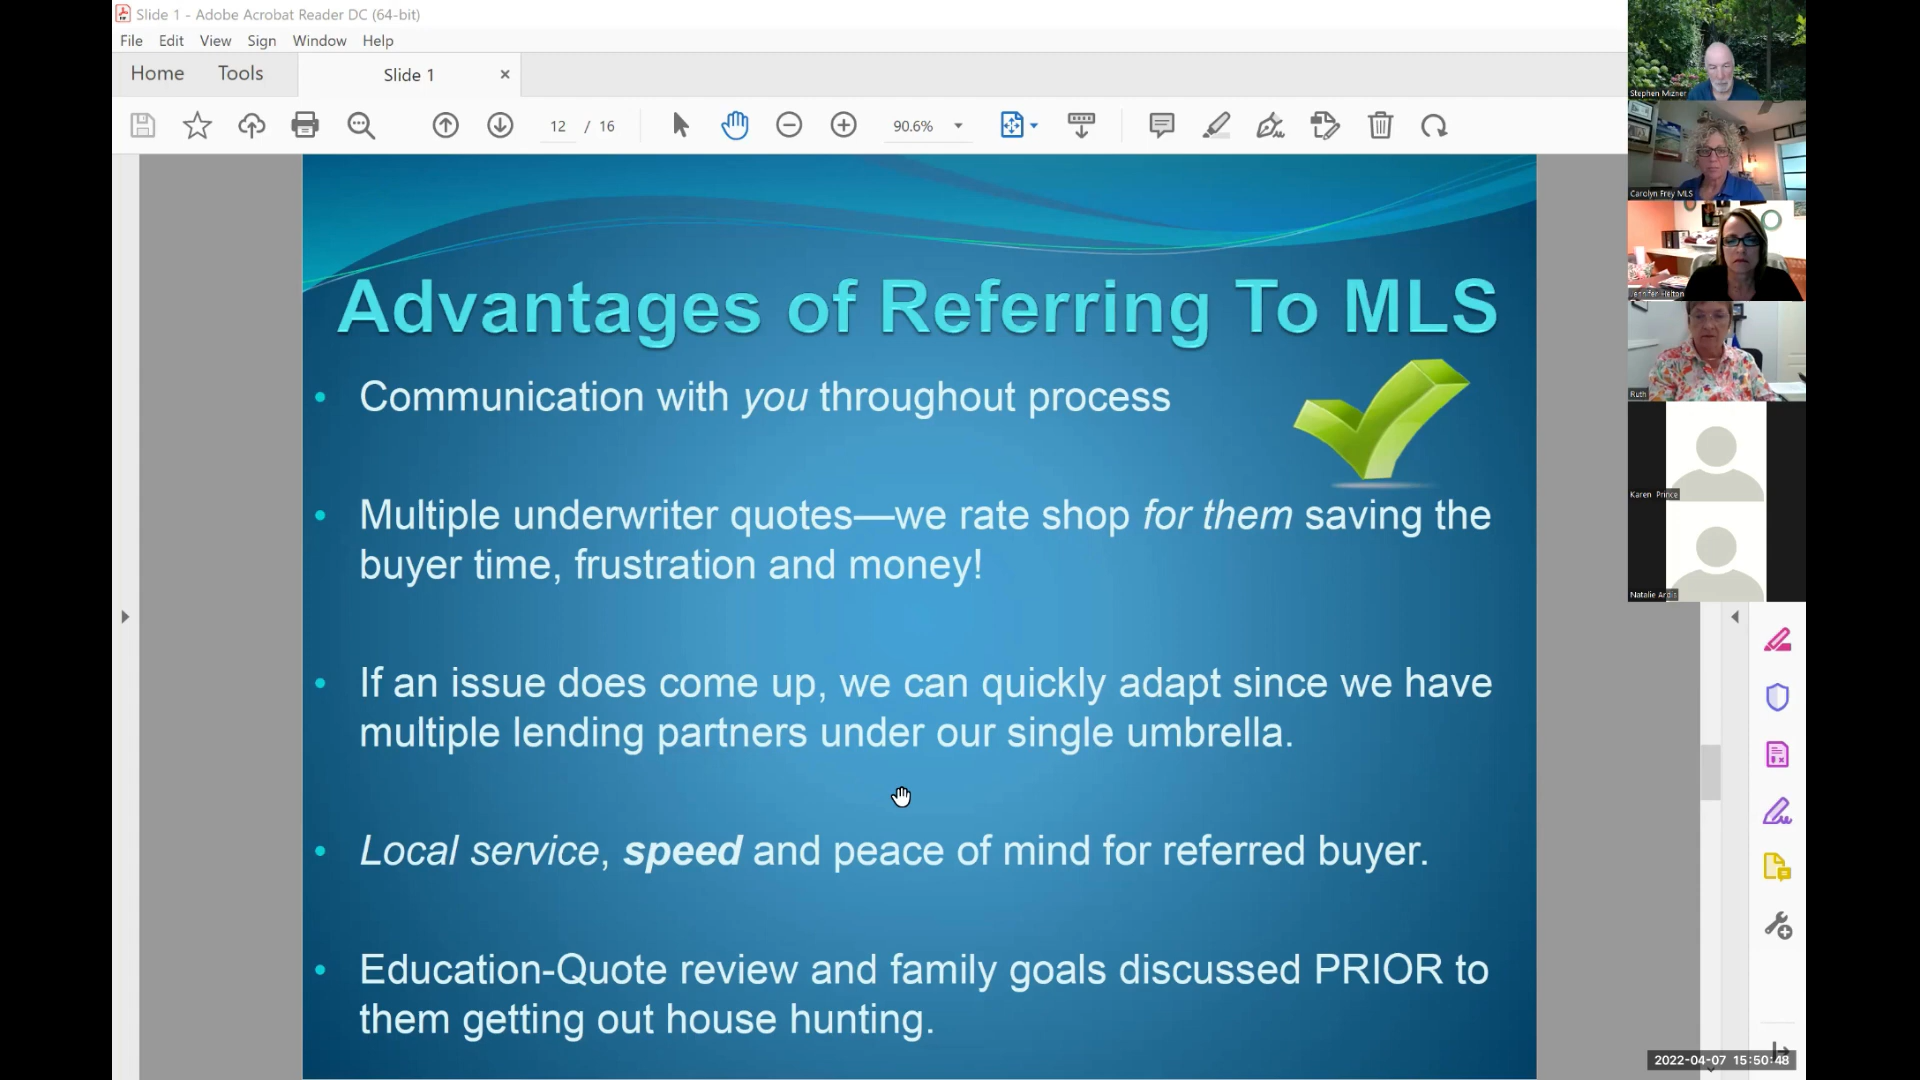 Slide 1 - Adobe Acrobat Reader DC (64-bit)
File Edit View Sign Window Help
Home Tools Slide 1 ×
12 / 16 90.6%
Advantages of Referring To MLS
• Communication with you throughout process
• Multiple underwriter quotes—we rate shop for them saving the
buyer time, frustration and money!
• If an issue does come up, we can quickly adapt since we have
multiple lending partners under our single umbrella.
• Local service, speed and peace of mind for referred buyer.
• Education-Quote review and family goals discussed PRIOR to
them getting out house hunting.
Stephen Mizner
Carolyn Frey MLS
Jennifer Helton
Ruth
Karen Prince
Natalie Ardis
2022-04-07 15:50:48